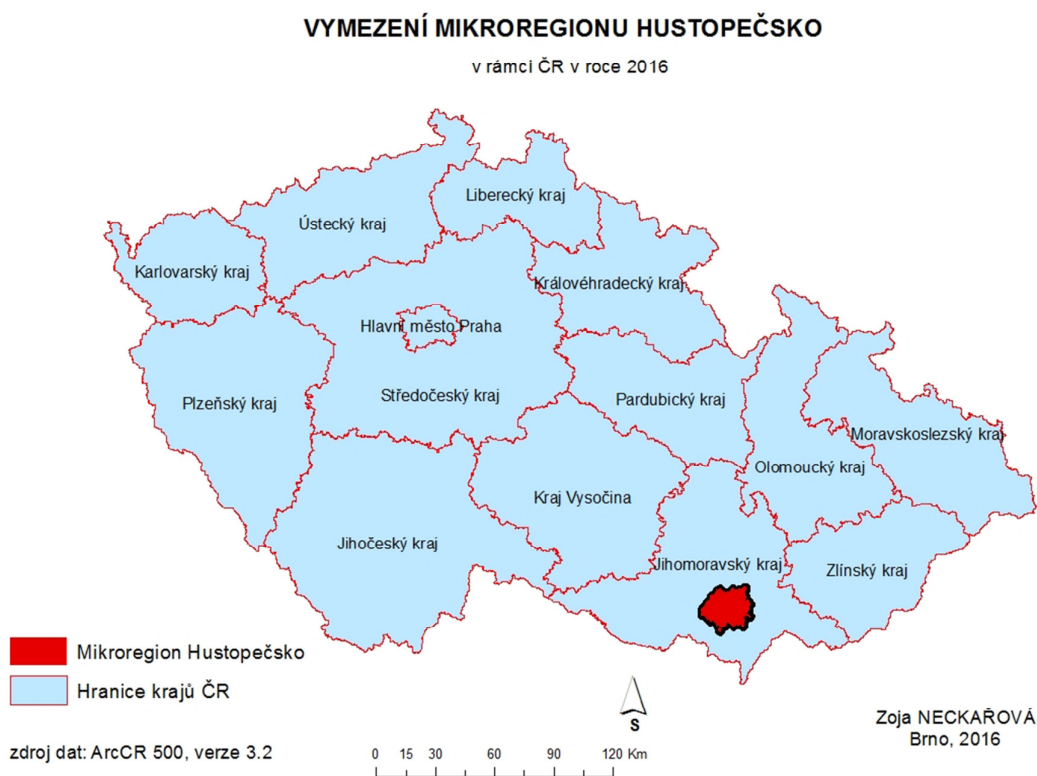 VYMEZENÍ MIKROREGIONU HUSTOPEČSKO
v rámci ČR v roce 2016
Liberecký kraj
Ústecký kraj
Karlovarský kraj
Královéhradecký kraj
Hlavní město Praha
Středočeský kraj
Plzeňský kraj
Pardubický kraj
Moravskoslezský kraj
Olomoucký kraj
Kraj Vysočina
Jihočeský kraj
Jihomoravský kraj
Zlínský kraj
Mikroregion Hustopečsko
Hranice krajů ČR
S
Zoja NECKAŘOVÁ
Brno, 2016
zdroj dat: ArcCR 500, verze 3.2
0 15 30 60 90 120 Km